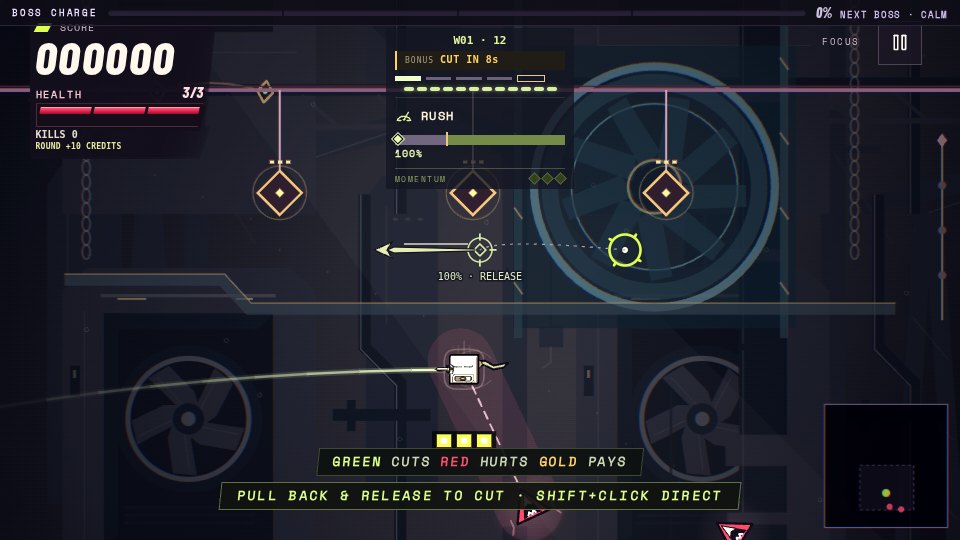 BOSS CHARGE
0% NEXT BOSS · CALM
SCORE
000000
HEALTH 3/3
KILLS 0
ROUND +10 CREDITS
W01 · 12
BONUS CUT IN 8s
RUSH
100%
MOMENTUM
FOCUS
100% · RELEASE
GREEN CUTS RED HURTS GOLD PAYS
PULL BACK & RELEASE TO CUT · SHIFT+CLICK DIRECT